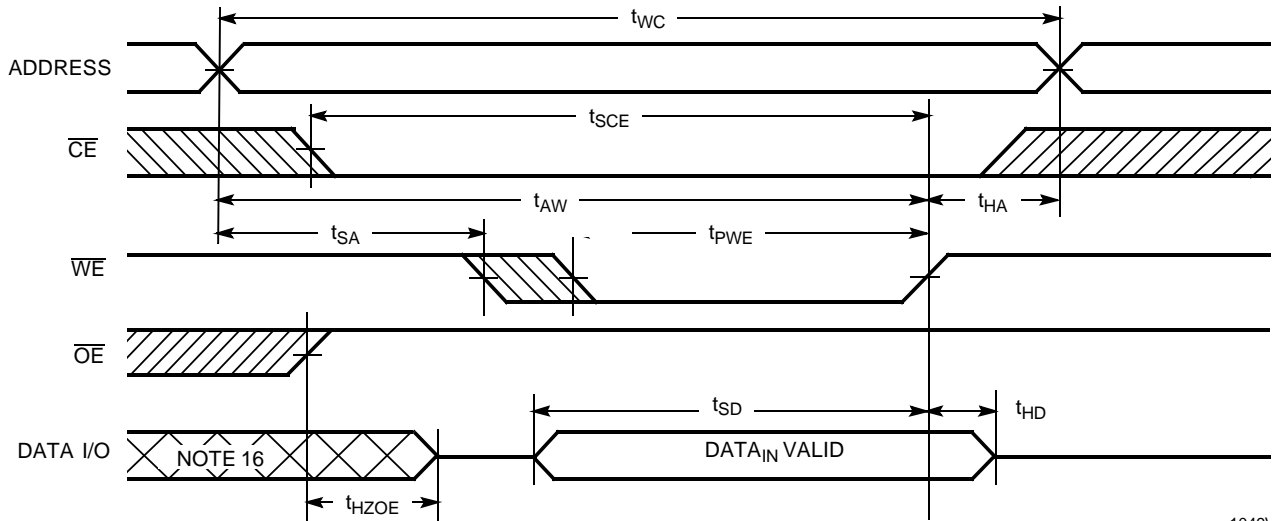 tWC
ADDRESS
tSCE
CE
tAW
tHA
tSA
tPWE
WE
OE
tSD
tHD
DATA I/O
NOTE 16
DATAIN VALID
tHZOE